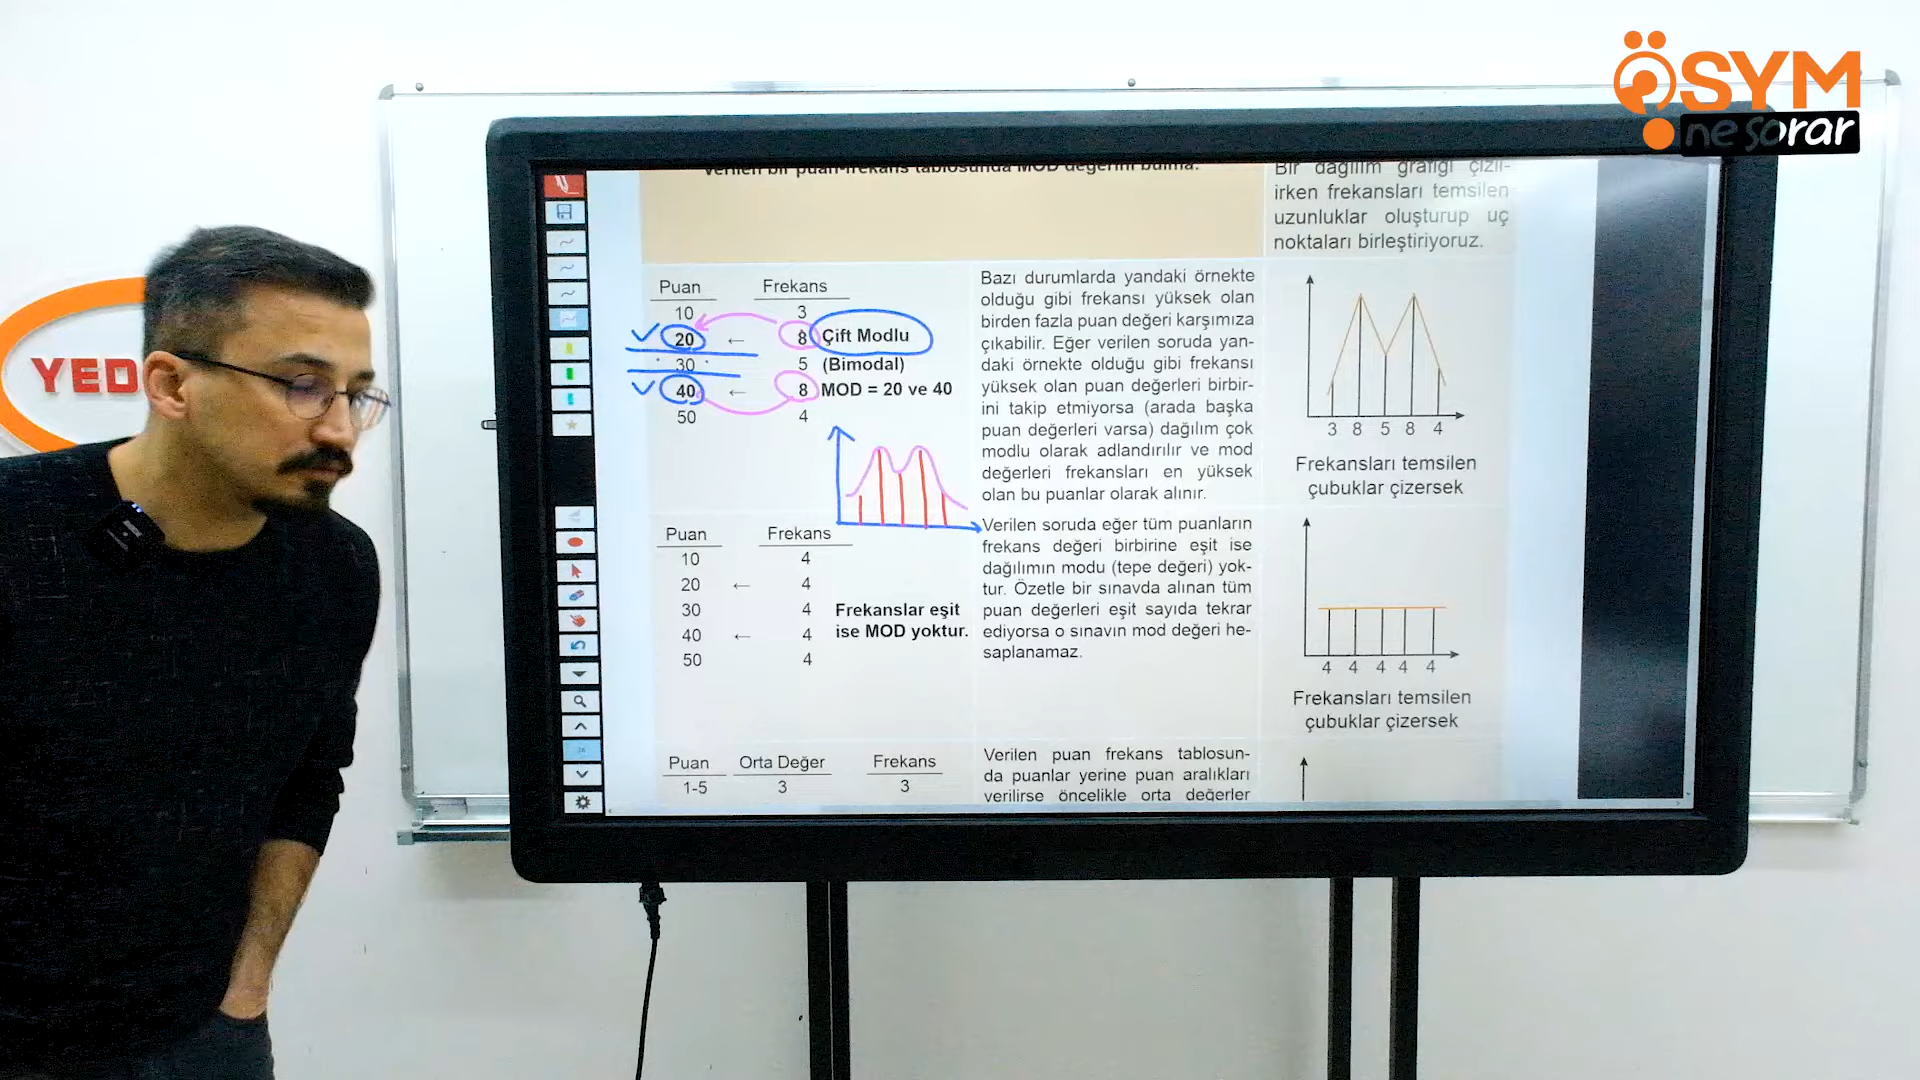 ÖSYM
ne sorar
YED
Verilen bir puan-frekans tablosunda MOD değerini bulma.
Bir dağılım grafiği çizil-
irken frekansları temsilen
uzunluklar oluşturup uç
noktaları birleştiriyoruz.
Puan Frekans
10 3
20 ← 8 Çift Modlu
30 5 (Bimodal)
40 ← 8 MOD = 20 ve 40
50 4
Bazı durumlarda yandaki örnekte
olduğu gibi frekansı yüksek olan
birden fazla puan değeri karşımıza
çıkabilir. Eğer verilen soruda yan-
daki örnekte olduğu gibi frekansı
yüksek olan puan değerleri birbir-
ini takip etmiyorsa (arada başka
puan değerleri varsa) dağılım çok
modlu olarak adlandırılır ve mod
değerleri frekansları en yüksek
olan bu puanlar olarak alınır.
3 8 5 8 4
Frekansları temsilen
çubuklar çizersek
Puan Frekans
10 4
20 ← 4
30 4 Frekanslar eşit
40 ← 4 ise MOD yoktur.
50 4
Verilen soruda eğer tüm puanların
frekans değeri birbirine eşit ise
dağılımın modu (tepe değeri) yok-
tur. Özetle bir sınavda alınan tüm
puan değerleri eşit sayıda tekrar
ediyorsa o sınavın mod değeri he-
saplanamaz.
4 4 4 4 4
Frekansları temsilen
çubuklar çizersek
Puan Orta Değer Frekans
1-5 3 3
Verilen puan frekans tablosun-
da puanlar yerine puan aralıkları
verilirse öncelikle orta değerler